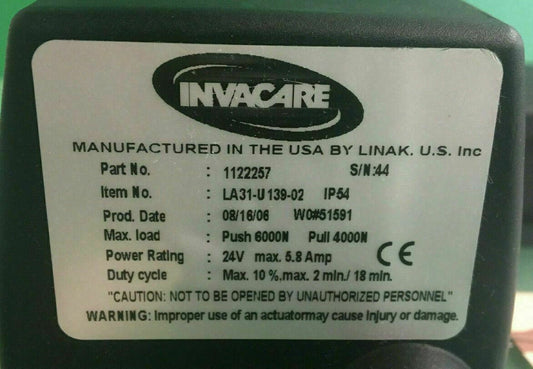 INVACARE
MANUFACTURED IN THE USA BY LINAK. U.S. Inc
Part No. : 1122257 S/N:44
Item No. : LA31-U139-02 IP54
Prod. Date : 08/16/06 WO#51591
Max. load : Push 6000N Pull 4000N
Power Rating : 24V max. 5.8 Amp CE
Duty cycle : Max. 10 %.max. 2 min./ 18 min.
"CAUTION: NOT TO BE OPENED BY UNAUTHORIZED PERSONNEL"
WARNING: Improper use of an actuatormay cause injury or damage.